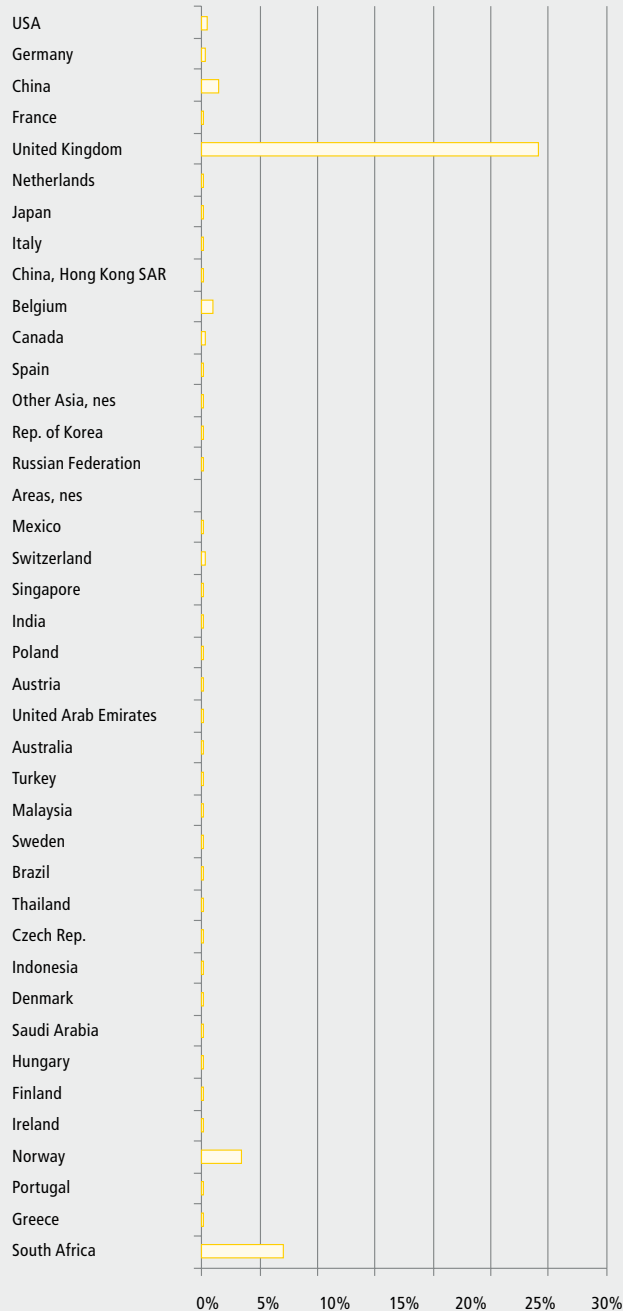 USA
Germany
China
France
United Kingdom
Netherlands
Japan
Italy
China, Hong Kong SAR
Belgium
Canada
Spain
Other Asia, nes
Rep. of Korea
Russian Federation
Areas, nes
Mexico
Switzerland
Singapore
India
Poland
Austria
United Arab Emirates
Australia
Turkey
Malaysia
Sweden
Brazil
Thailand
Czech Rep.
Indonesia
Denmark
Saudi Arabia
Hungary
Finland
Ireland
Norway
Portugal
Greece
South Africa
0% 5% 10% 15% 20% 25% 30%